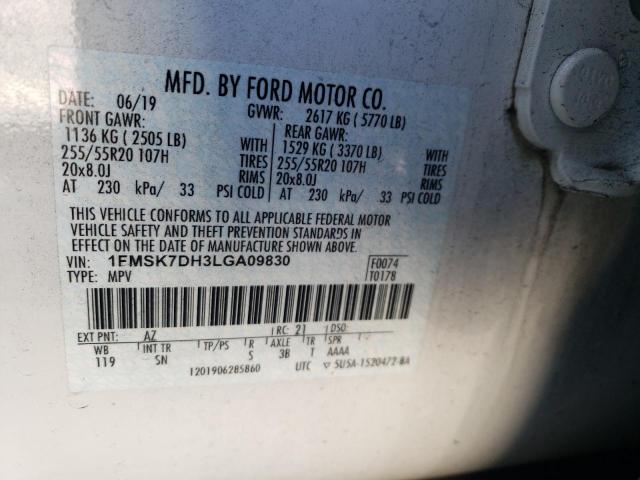 MFD. BY FORD MOTOR CO.
DATE: 06/19 GVWR: 2617 KG ( 5770 LB)
FRONT GAWR: REAR GAWR:
1136 KG ( 2505 LB) WITH 1529 KG ( 3370 LB) WITH
255/55R20 107H TIRES 255/55R20 107H TIRES
20x8.0J RIMS 20x8.0J RIMS
AT 230 kPa/ 33 PSI COLD AT 230 kPa/ 33 PSI COLD
THIS VEHICLE CONFORMS TO ALL APPLICABLE FEDERAL MOTOR
VEHICLE SAFETY AND THEFT PREVENTION STANDARDS IN
EFFECT ON THE DATE OF MANUFACTURE SHOWN ABOVE.
VIN: 1FMSK7DH3LGA09830 F0074
TYPE: MPV T0178
EXT PNT: AZ RC: 21 DSO:
WB INT TR TP/PS R AXLE TR SPR
119 SN S 3B T AAAA
1201906285860 UTC 5USA-1520472-BA